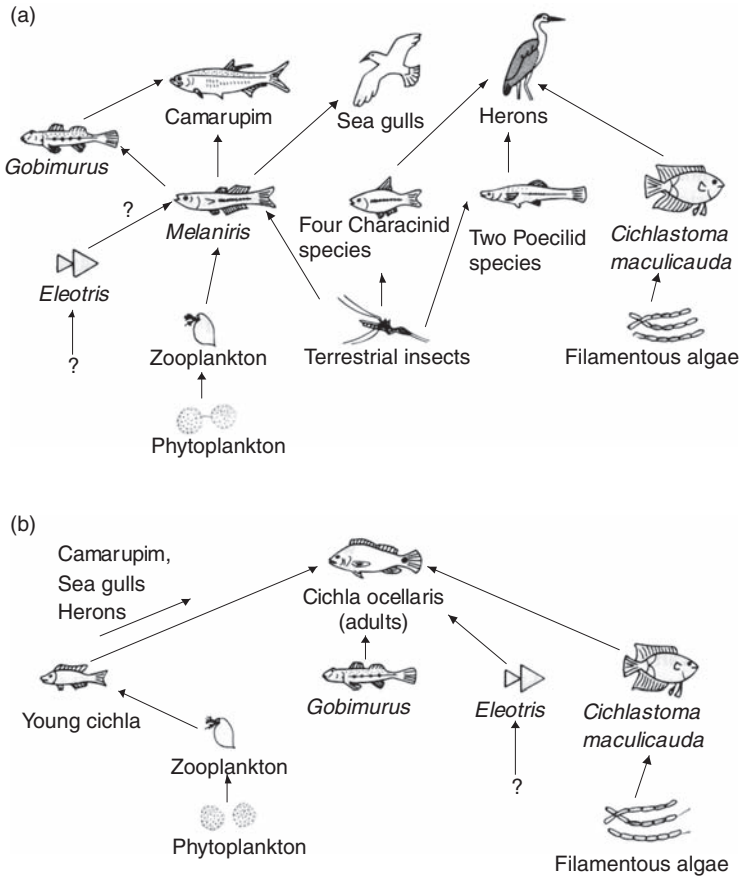 (a)
Camarupim
Sea gulls
Herons
Gobimurus
?
Melaniris
Four Characinid
species
Two Poecilid
species
Cichlastoma
maculicauda
Eleotris
?
Zooplankton
Terrestrial insects
Filamentous algae
Phytoplankton
(b)
Camarupim,
Sea gulls
Herons
Cichla ocellaris
(adults)
Young cichla
Gobimurus
Eleotris
Cichlastoma
maculicauda
Zooplankton
?
Phytoplankton
Filamentous algae